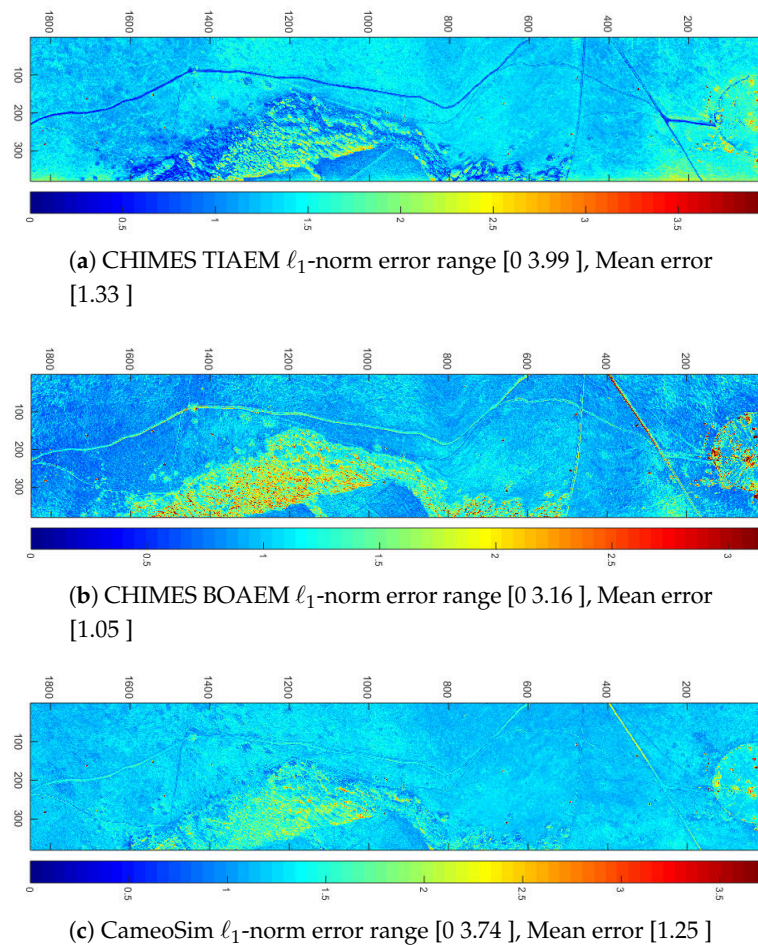 1800 1600 1400 1200 1000 800 600 400 200
100
200
300
0 0.5 1 1.5 2 2.5 3 3.5
(a) CHIMES TIAEM ℓ1-norm error range [0 3.99 ], Mean error
[1.33 ]
1800 1600 1400 1200 1000 800 600 400 200
100
200
300
0 0.5 1 1.5 2 2.5 3
(b) CHIMES BOAEM ℓ1-norm error range [0 3.16 ], Mean error
[1.05 ]
1800 1600 1400 1200 1000 800 600 400 200
100
200
300
0 0.5 1 1.5 2 2.5 3 3.5
(c) CameoSim ℓ1-norm error range [0 3.74 ], Mean error [1.25 ]